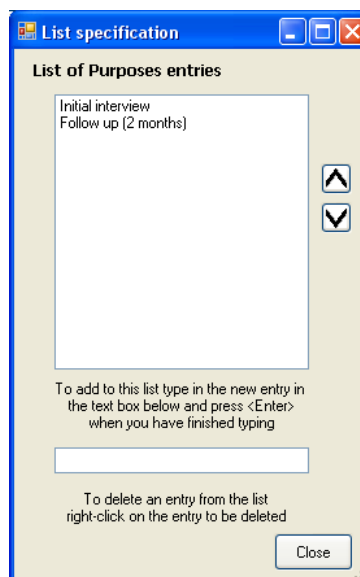 List specification
List of Purposes entries
Initial interview
Follow up (2 months)
To add to this list type in the new entry in
the text box below and press <Enter>
when you have finished typing
To delete an entry from the list
right-click on the entry to be deleted
Close